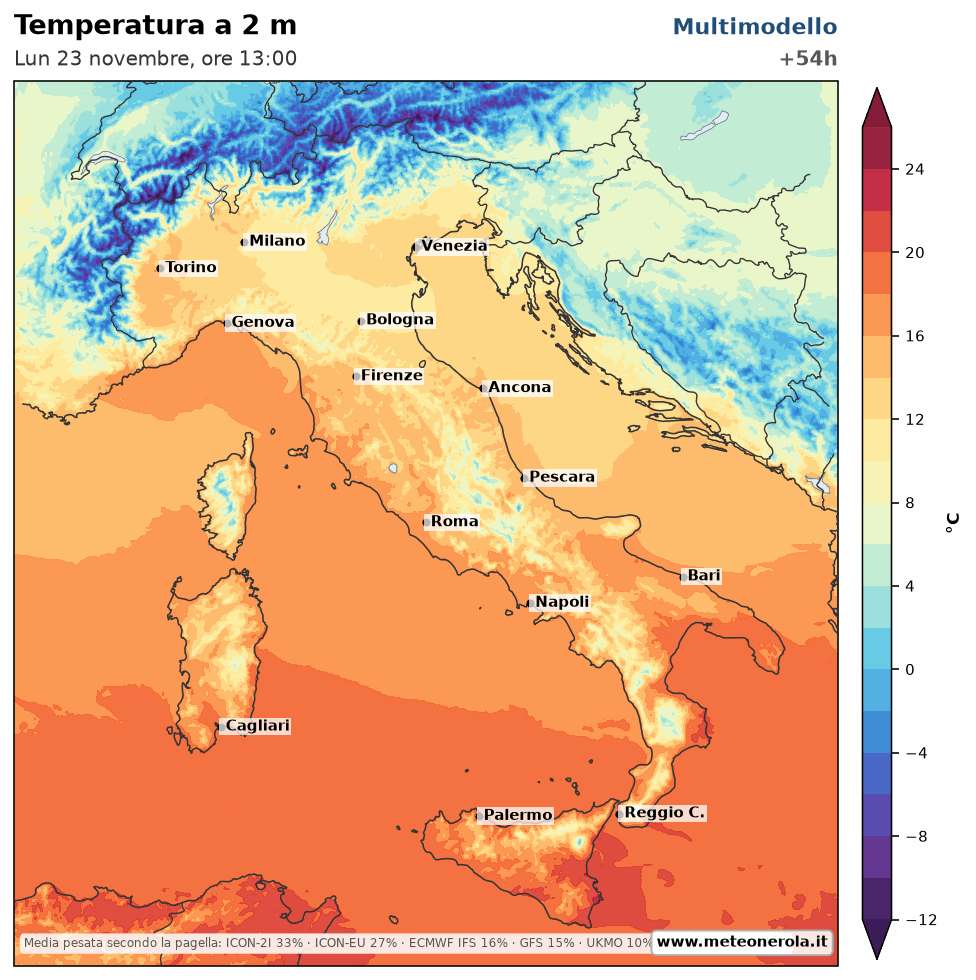 Temperatura a 2 m
Multimodello
Lun 23 novembre, ore 13:00
+54h
24
20
16
12
8
4
0
−4
−8
−12
°C
Milano
Venezia
Torino
Genova
Bologna
Firenze
Ancona
Pescara
Roma
Bari
Napoli
Cagliari
Palermo
Reggio C.
Media pesata secondo la pagella: ICON-2I 33% · ICON-EU 27% · ECMWF IFS 16% · GFS 15% · UKMO 10%
www.meteonerola.it